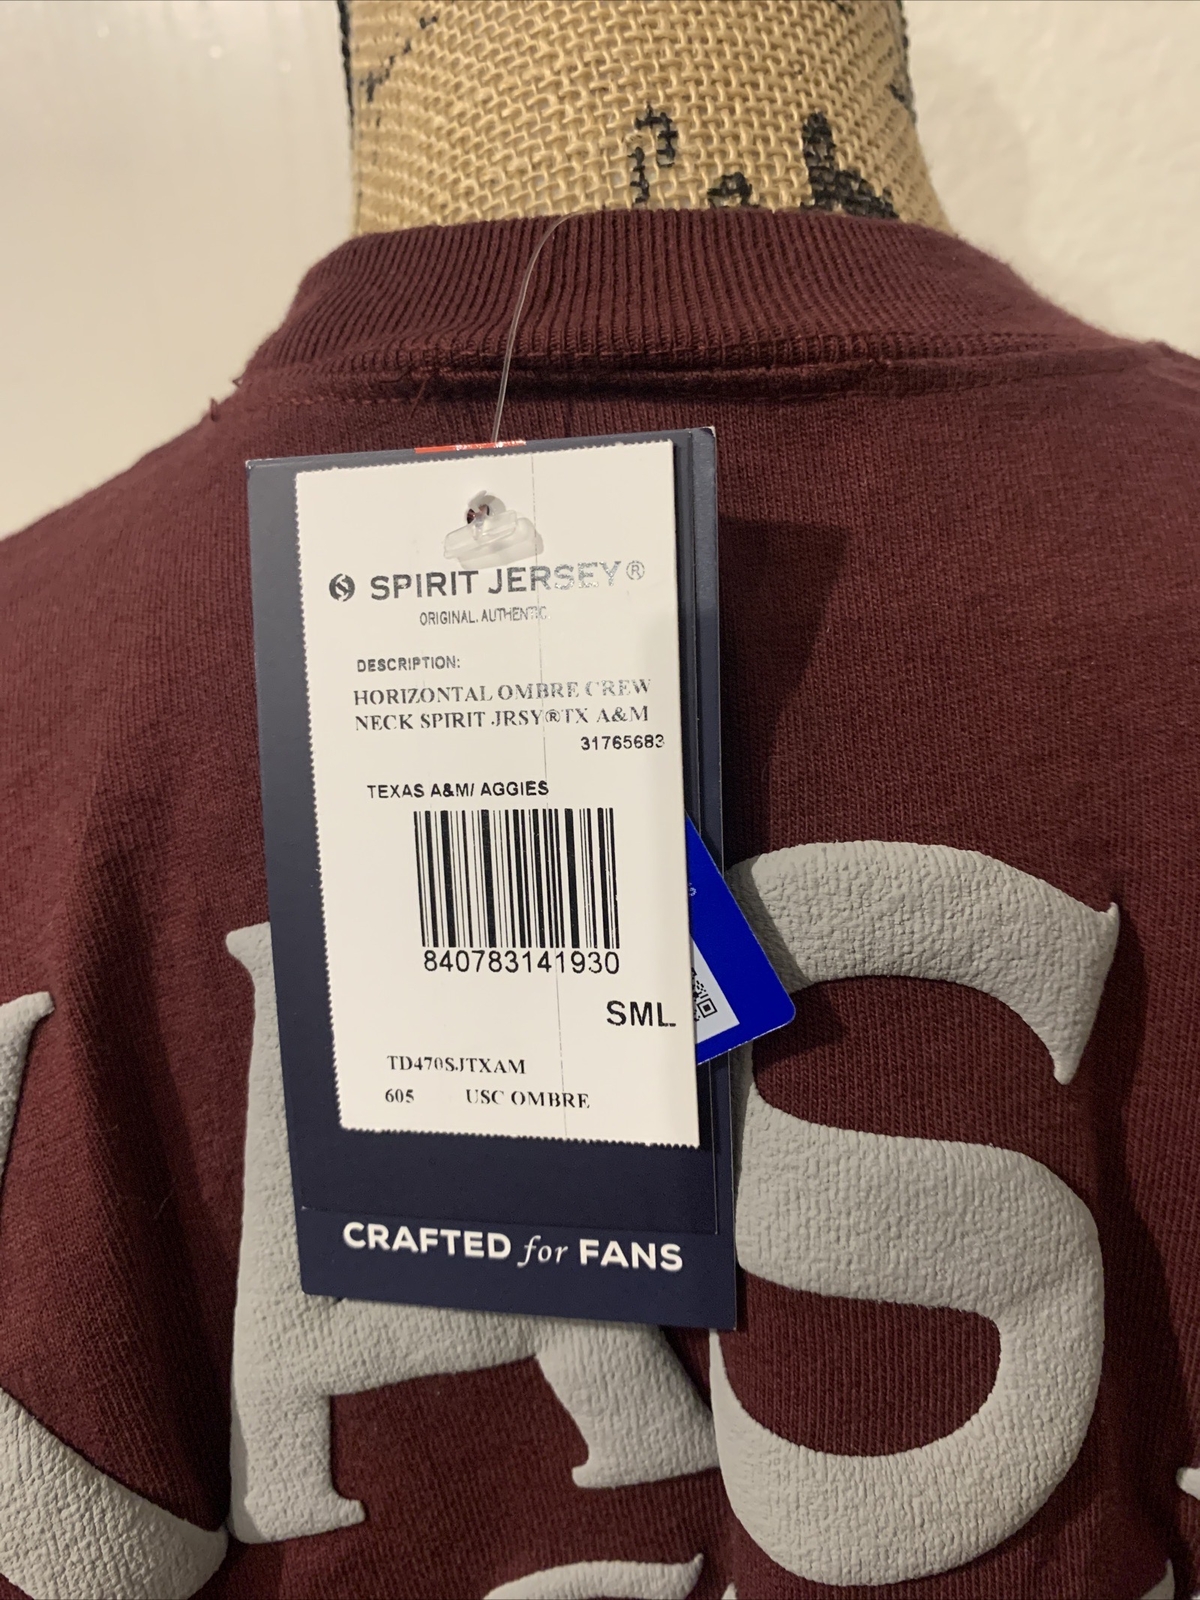 SPIRIT JERSEY®
ORIGINAL. AUTHENTIC
DESCRIPTION:
HORIZONTAL OMBRE CREW
NECK SPIRIT JRSY®TX A&M
31765683
TEXAS A&M/ AGGIES
840783141930
SML
TD470SJTXAM
605 USC OMBRE
CRAFTED for FANS
AS